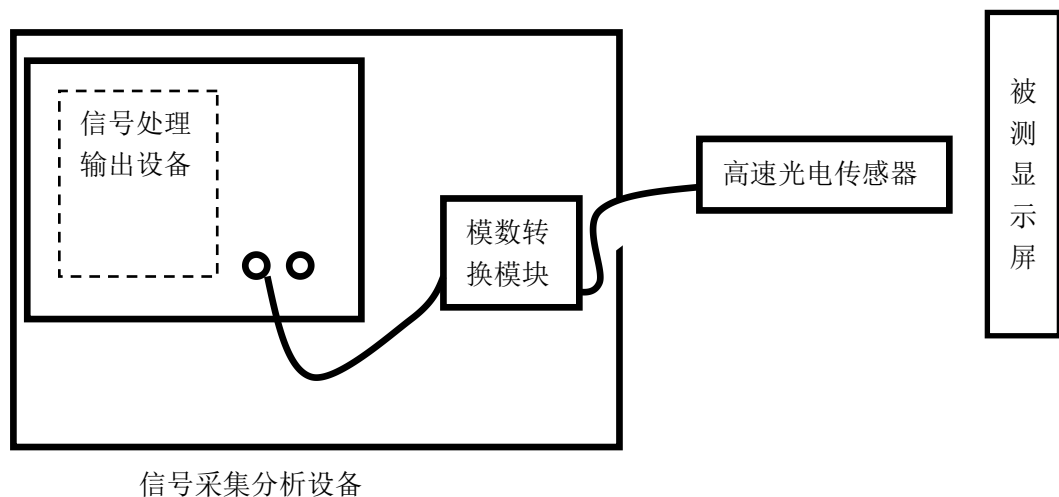 信号处理
输出设备
模数转
换模块
高速光电传感器
被
测
显
示
屏
信号采集分析设备